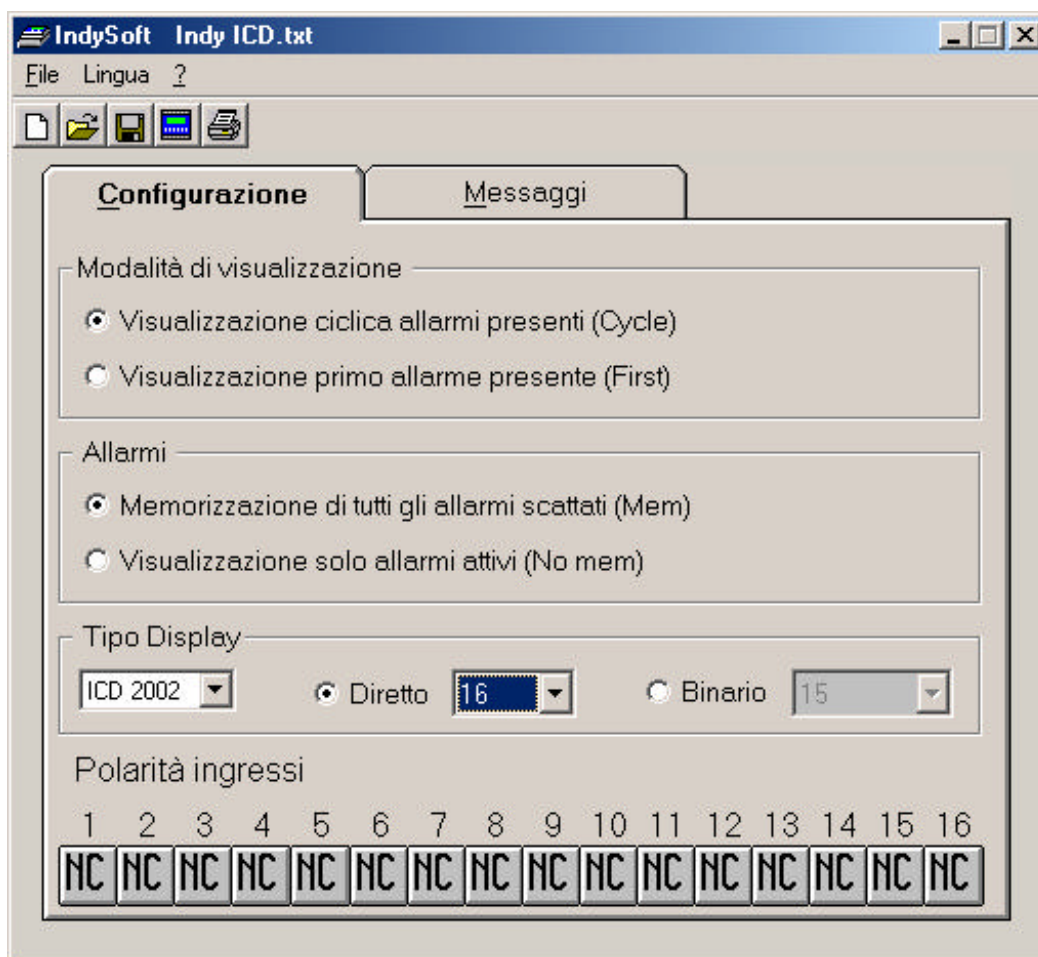 IndySoft Indy ICD.txt
File Lingua ?
Configurazione Messaggi
Modalità di visualizzazione
Visualizzazione ciclica allarmi presenti (Cycle)
Visualizzazione primo allarme presente (First)
Allarmi
Memorizzazione di tutti gli allarmi scattati (Mem)
Visualizzazione solo allarmi attivi (No mem)
Tipo Display
ICD 2002 Diretto 16 Binario 15
Polarità ingressi
1 2 3 4 5 6 7 8 9 10 11 12 13 14 15 16
NC NC NC NC NC NC NC NC NC NC NC NC NC NC NC NC